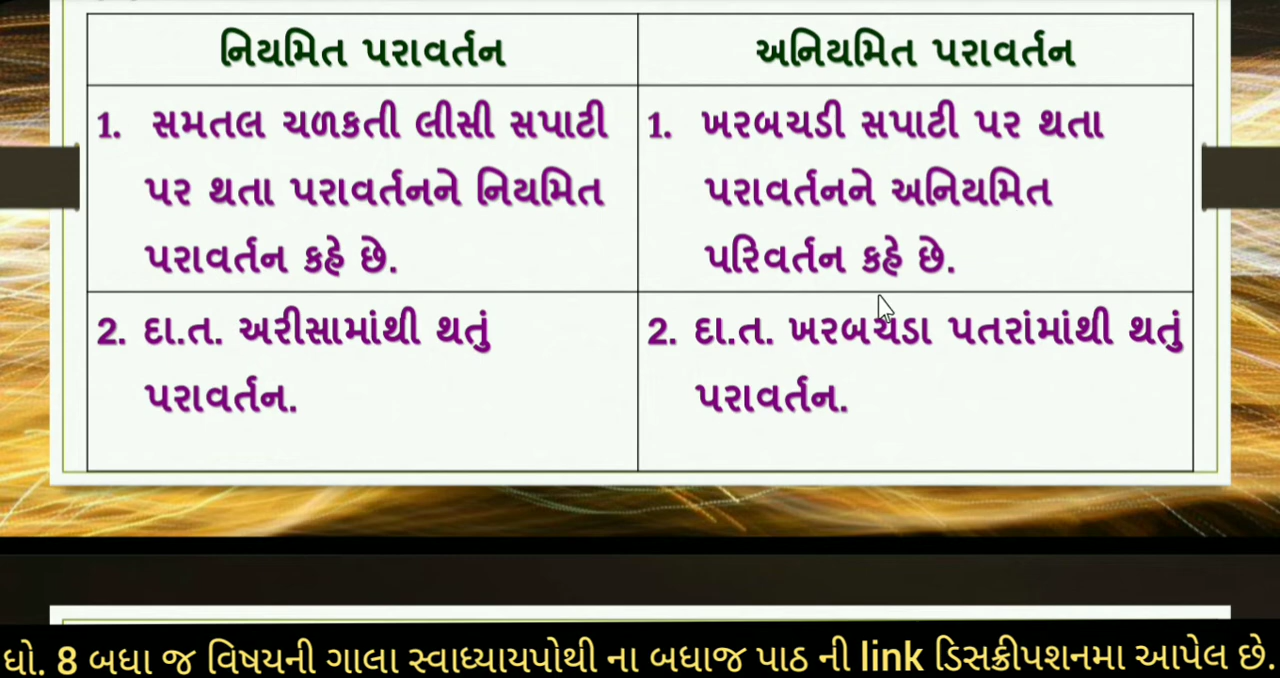 નિયમિત પરાવર્તન
અનિયમિત પરાવર્તન
1. સમતલ ચળકતી લીસી સપાટી
પર થતા પરાવર્તનને નિયમિત
પરાવર્તન કહે છે.
1. ખરબચડી સપાટી પર થતા
પરાવર્તનને અનિયમિત
પરિવર્તન કહે છે.
2. દા.ત. અરીસામાંથી થતું
પરાવર્તન.
2. દા.ત. ખરબચડા પતરાંમાંથી થતું
પરાવર્તન.
ધો. 8 બધા જ વિષયની ગાલા સ્વાધ્યાયપોથી ના બધાજ પાઠ ની link ડિસક્રીપશનમા આપેલ છે.